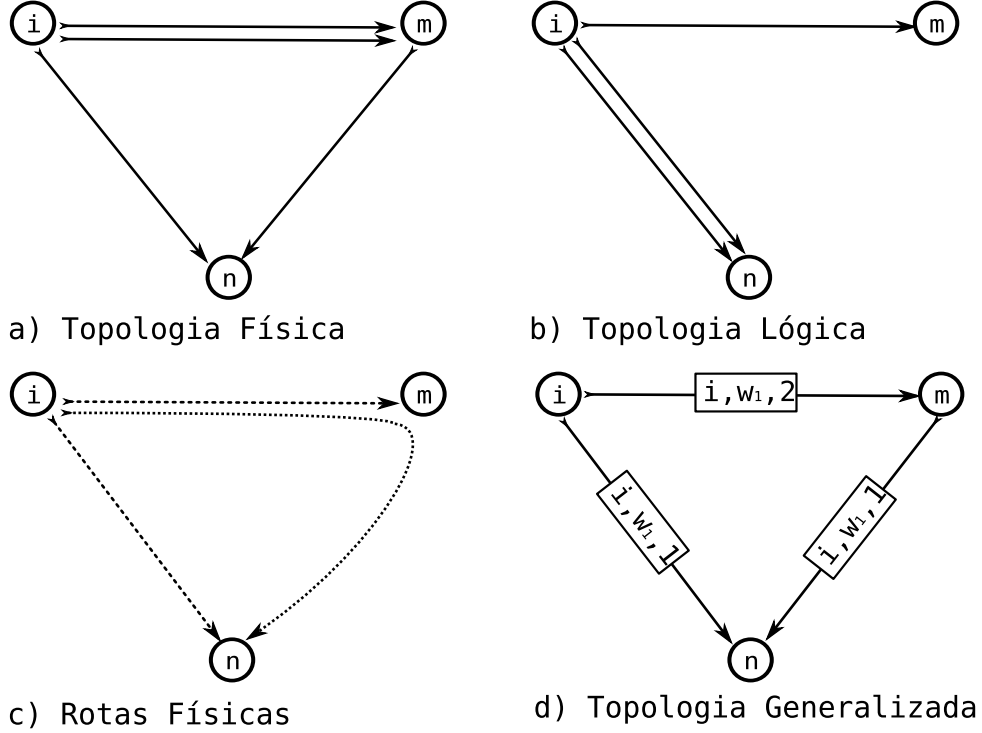 i
m
n
a) Topologia Física
i
m
n
b) Topologia Lógica
i
m
n
c) Rotas Físicas
i
i,w₁,2
m
i,w₁,1
i,w₁,1
n
d) Topologia Generalizada